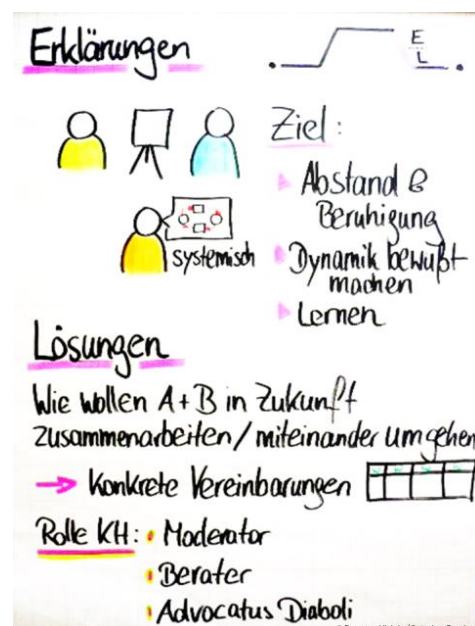 Erklärungen
E
L
Ziel:
Abstand &
Beruhigung
Dynamik bewußt
machen
Lernen
systemisch
Lösungen
Wie wollen A+B in Zukunft
zusammenarbeiten/miteinander umgehen
→ konkrete Vereinbarungen
Rolle KH: • Moderator
• Berater
• Advocatus Diaboli